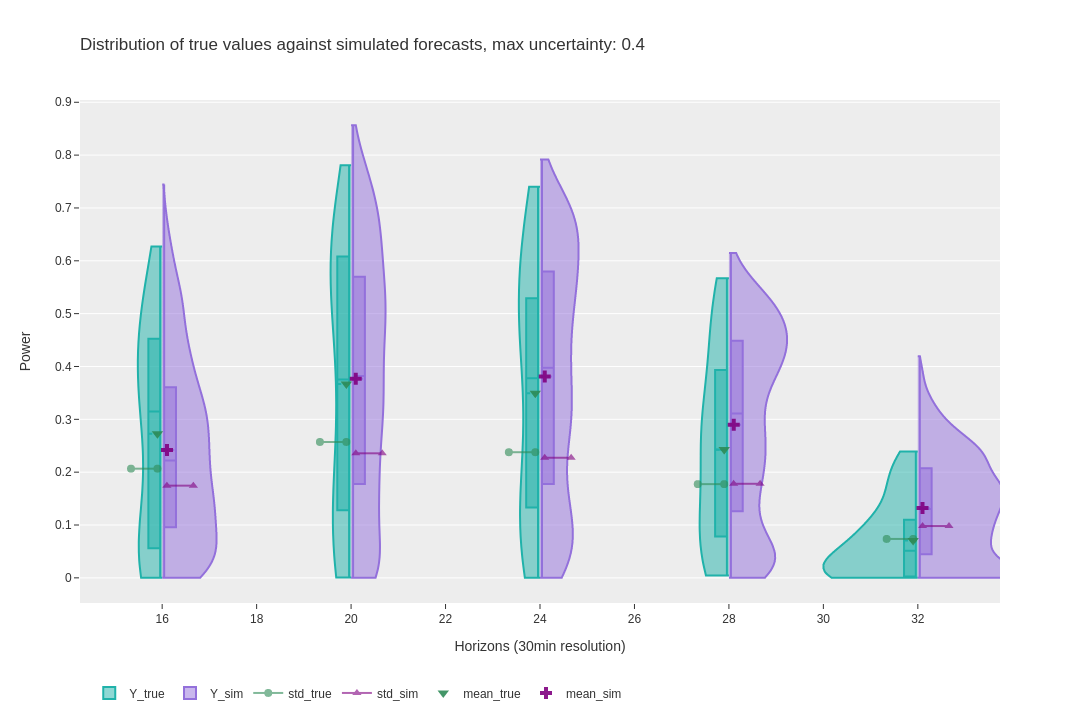 Distribution of true values against simulated forecasts, max uncertainty: 0.4
0.9
0.8
0.7
0.6
0.5
0.4
0.3
0.2
0.1
0
Power
16 18 20 22 24 26 28 30 32
Horizons (30min resolution)
Y_true Y_sim std_true std_sim mean_true mean_sim